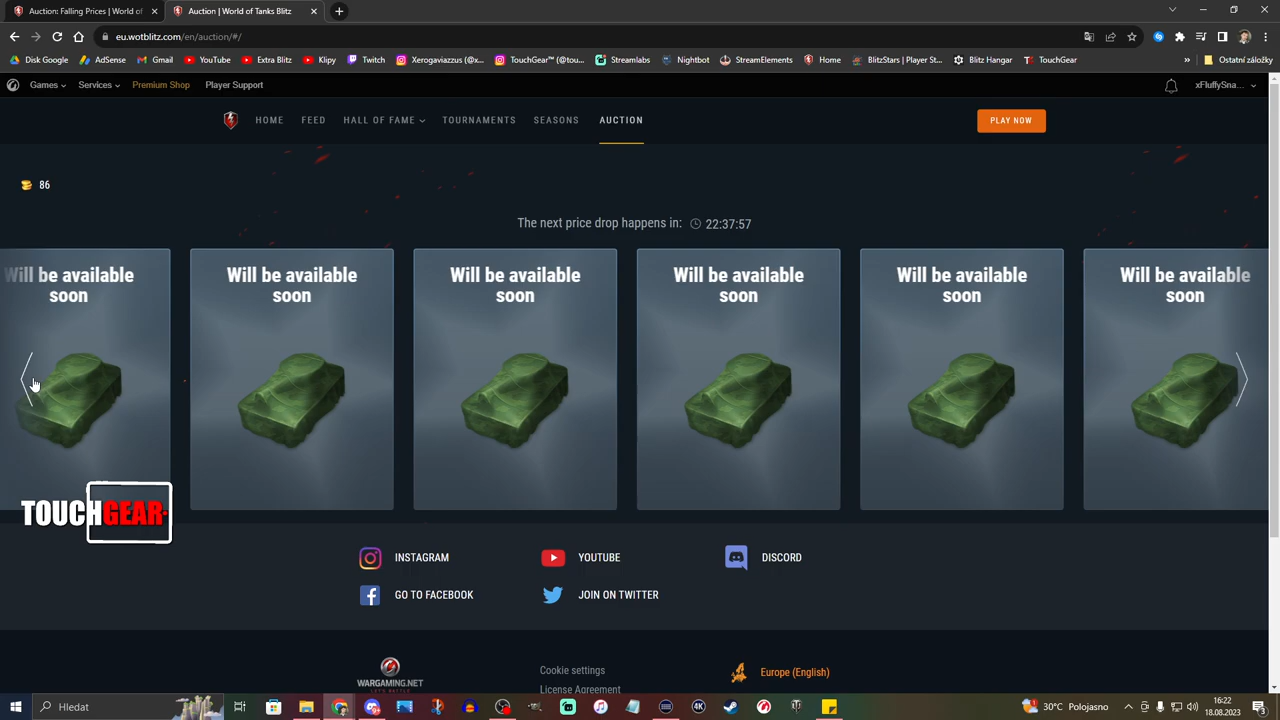 Auction: Falling Prices | World of
Auction | World of Tanks Blitz
eu.wotblitz.com/en/auction/#/
Disk Google
AdSense
Gmail
YouTube
Extra Blitz
Klipy
Twitch
Xerogaviazzus (@x...
TouchGear™ (@tou...
Streamlabs
Nightbot
StreamElements
Home
BlitzStars | Player St...
Blitz Hangar
TouchGear
»
Ostatní záložky
Games
Services
Premium Shop
Player Support
xFluffySna...
HOME
FEED
HALL OF FAME
TOURNAMENTS
SEASONS
AUCTION
PLAY NOW
86
The next price drop happens in: 22:37:57
Will be available
soon
Will be available
soon
Will be available
soon
Will be available
soon
Will be available
soon
Will be available
soon
TOUCHGEAR
INSTAGRAM
YOUTUBE
DISCORD
GO TO FACEBOOK
JOIN ON TWITTER
WARGAMING.NET
LET'S BATTLE
Cookie settings
License Agreement
Europe (English)
Hledat
4K
30°C Polojasno
16:22
18.08.2023